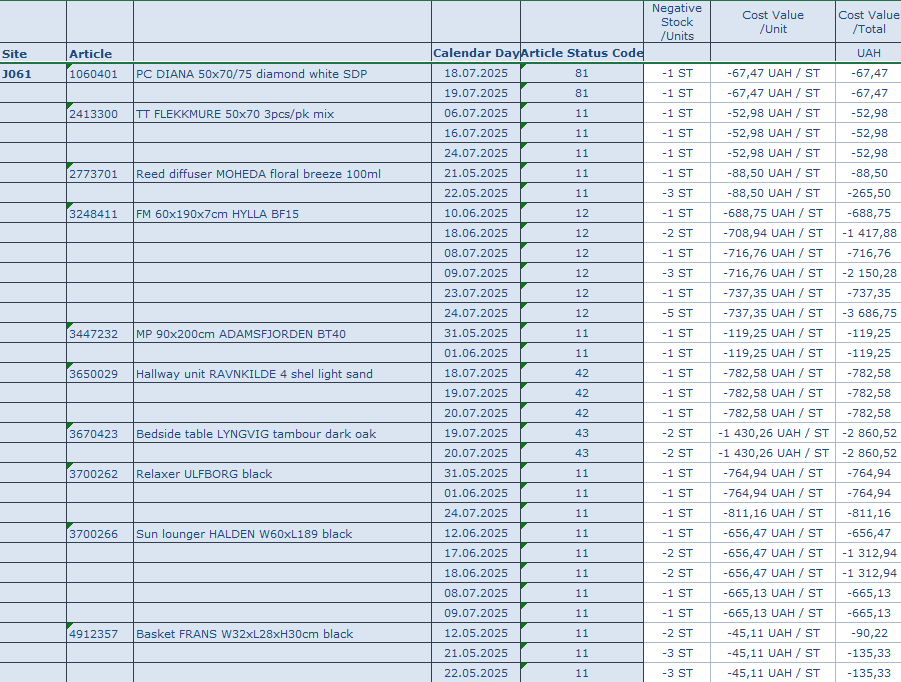 Negative Stock /Units Cost Value /Unit Cost Value /Total
Site Article Calendar Day Article Status Code UAH
J061 1060401 PC DIANA 50x70/75 diamond white SDP 18.07.2025 81 -1 ST -67,47 UAH / ST -67,47
19.07.2025 81 -1 ST -67,47 UAH / ST -67,47
2413300 TT FLEKKMURE 50x70 3pcs/pk mix 06.07.2025 11 -1 ST -52,98 UAH / ST -52,98
16.07.2025 11 -1 ST -52,98 UAH / ST -52,98
24.07.2025 11 -1 ST -52,98 UAH / ST -52,98
2773701 Reed diffuser MOHEDA floral breeze 100ml 21.05.2025 11 -1 ST -88,50 UAH / ST -88,50
22.05.2025 11 -3 ST -88,50 UAH / ST -265,50
3248411 FM 60x190x7cm HYLLA BF15 10.06.2025 12 -1 ST -688,75 UAH / ST -688,75
18.06.2025 12 -2 ST -708,94 UAH / ST -1 417,88
08.07.2025 12 -1 ST -716,76 UAH / ST -716,76
09.07.2025 12 -3 ST -716,76 UAH / ST -2 150,28
23.07.2025 12 -1 ST -737,35 UAH / ST -737,35
24.07.2025 12 -5 ST -737,35 UAH / ST -3 686,75
3447232 MP 90x200cm ADAMSFJORDEN BT40 31.05.2025 11 -1 ST -119,25 UAH / ST -119,25
01.06.2025 11 -1 ST -119,25 UAH / ST -119,25
3650029 Hallway unit RAVNKILDE 4 shel light sand 18.07.2025 42 -1 ST -782,58 UAH / ST -782,58
19.07.2025 42 -1 ST -782,58 UAH / ST -782,58
20.07.2025 42 -1 ST -782,58 UAH / ST -782,58
3670423 Bedside table LYNGVIG tambour dark oak 19.07.2025 43 -2 ST -1 430,26 UAH / ST -2 860,52
20.07.2025 43 -2 ST -1 430,26 UAH / ST -2 860,52
3700262 Relaxer ULFBORG black 31.05.2025 11 -1 ST -764,94 UAH / ST -764,94
01.06.2025 11 -1 ST -764,94 UAH / ST -764,94
24.07.2025 11 -1 ST -811,16 UAH / ST -811,16
3700266 Sun lounger HALDEN W60xL189 black 12.06.2025 11 -1 ST -656,47 UAH / ST -656,47
17.06.2025 11 -2 ST -656,47 UAH / ST -1 312,94
18.06.2025 11 -2 ST -656,47 UAH / ST -1 312,94
08.07.2025 11 -1 ST -665,13 UAH / ST -665,13
09.07.2025 11 -1 ST -665,13 UAH / ST -665,13
4912357 Basket FRANS W32xL28xH30cm black 12.05.2025 11 -2 ST -45,11 UAH / ST -90,22
21.05.2025 11 -3 ST -45,11 UAH / ST -135,33
22.05.2025 11 -3 ST -45,11 UAH / ST -135,33